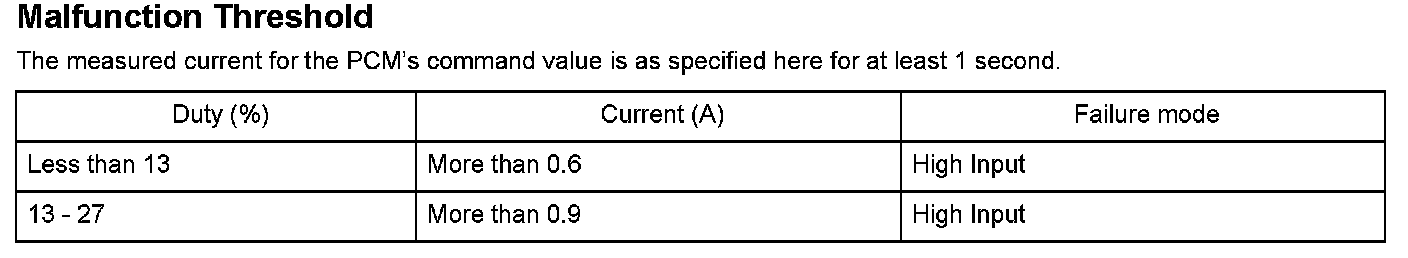 Malfunction Threshold
The measured current for the PCM's command value is as specified here for at least 1 second.
Duty (%) Current (A) Failure mode
Less than 13 More than 0.6 High Input
13 - 27 More than 0.9 High Input